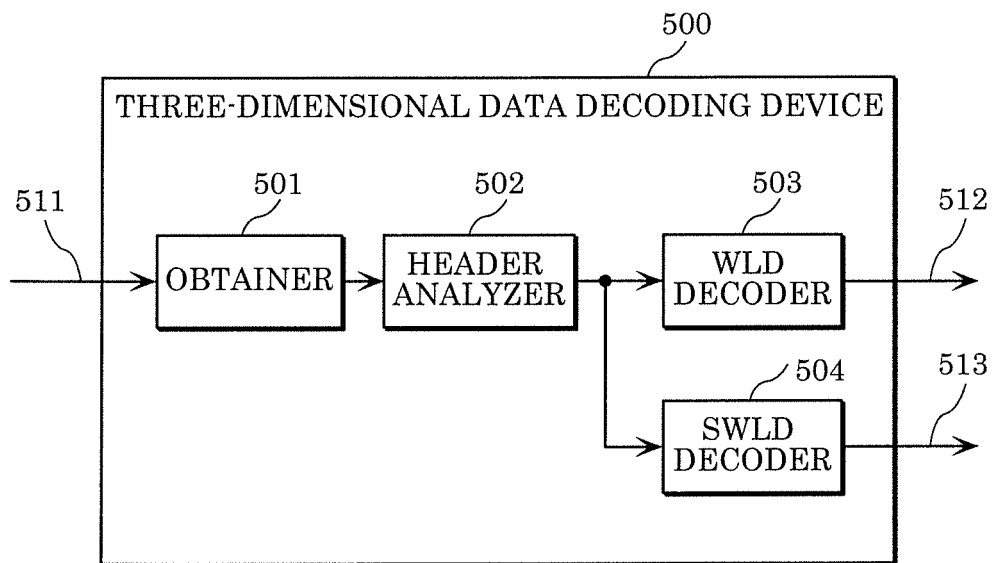 500
THREE-DIMENSIONAL DATA DECODING DEVICE
511
501
502
503
512
OBTAINER
HEADER
ANALYZER
WLD
DECODER
504
513
SWLD
DECODER